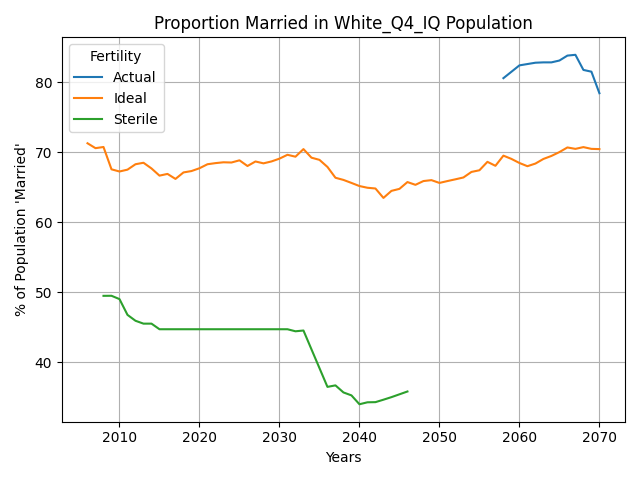 Proportion Married in White_Q4_IQ Population
% of Population 'Married'
80
70
60
50
40
Fertility
Actual
Ideal
Sterile
2010 2020 2030 2040 2050 2060 2070
Years